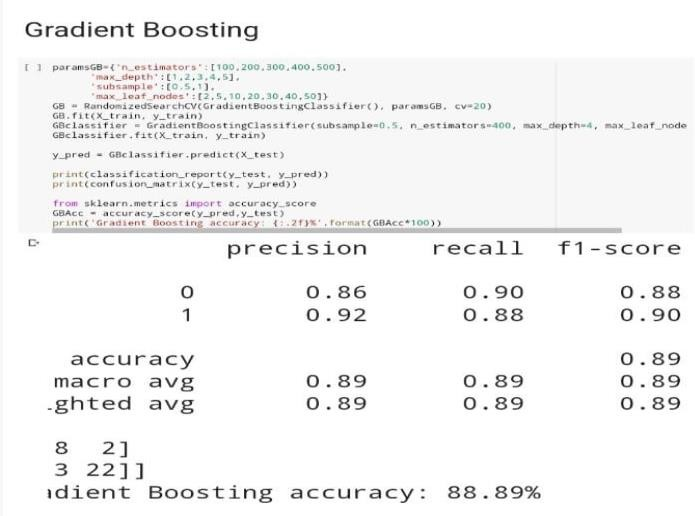 Gradient Boosting
[ ] paramsGB={'n_estimators':[100,200,300,400,500],
'max_depth':[1,2,3,4,5],
'subsample':[0.5,1],
'max_leaf_nodes':[2,5,10,20,30,40,50]}
GB = RandomizedSearchCV(GradientBoostingClassifier(), paramsGB, cv=20)
GB.fit(X_train, y_train)
GBclassifier = GradientBoostingClassifier(subsample=0.5, n_estimators=400, max_depth=4, max_leaf_node
GBclassifier.fit(X_train, y_train)
y_pred = GBclassifier.predict(X_test)
print(classification_report(y_test, y_pred))
print(confusion_matrix(y_test, y_pred))
from sklearn.metrics import accuracy_score
GBAcc = accuracy_score(y_pred,y_test)
print('Gradient Boosting accuracy: {:.2f}%'.format(GBAcc*100))
precision recall f1-score
0 0.86 0.90 0.88
1 0.92 0.88 0.90
accuracy 0.89
macro avg 0.89 0.89 0.89
ghted avg 0.89 0.89 0.89
8 2]
3 22]]
adient Boosting accuracy: 88.89%